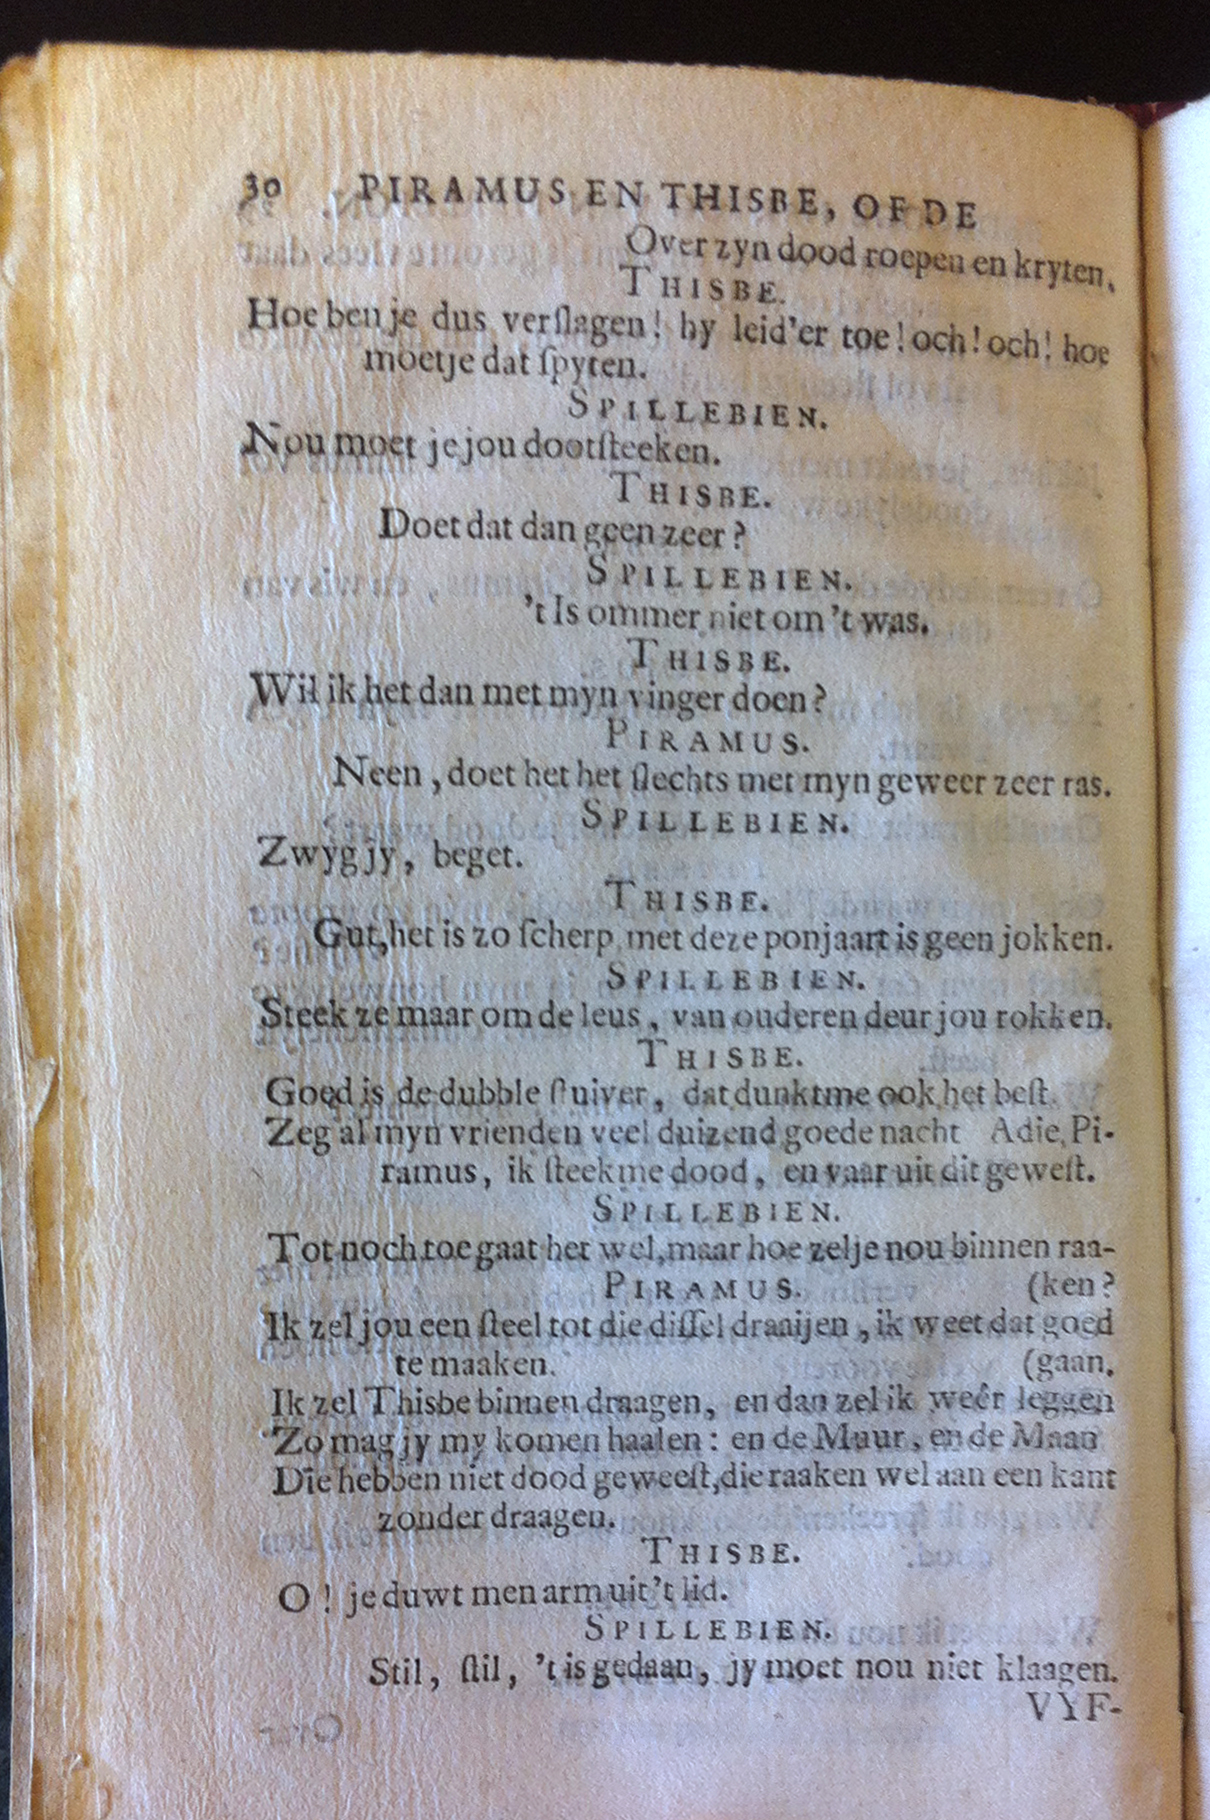 30 PIRAMUS EN THISBE, OF DE
Over zyn dood roepen en kryten.
THISBE.
Hoe ben je dus verſlagen! hy leid'er toe! och! och! hoe
moetje dat ſpyten.
SPILLEBIEN.
Nou moet je jou dootſteeken.
THISBE.
Doet dat dan geen zeer?
SPILLEBIEN.
't Is ommer niet om 't was.
THISBE.
Wil ik het dan met myn vinger doen?
PIRAMUS.
Neen, doet het het ſlechts met myn geweer zeer ras.
SPILLEBIEN.
Zwyg jy, beget.
THISBE.
Gut, het is zo ſcherp, met deze ponjaart is geen jokken.
SPILLEBIEN.
Steek ze maar om de leus, van ouderen deur jou rokken.
THISBE.
Goed is de dubble ſtuiver, dat dunktme ook het beſt.
Zeg al myn vrienden veel duizend goede nacht Adie, Pi-
ramus, ik ſteek me dood, en vaar uit dit geweſt.
SPILLEBIEN.
Tot noch toe gaat het wel, maar hoe zel je nou binnen raa-
PIRAMUS. (ken?
Ik zel jou een ſteel tot die diſſel draaijen, ik weet dat goed
te maaken. (gaan.
Ik zel Thisbe binnen draagen, en dan zel ik weêr leggen
Zo mag jy my komen haalen: en de Muur, en de Maan
Die hebben niet dood geweeſt, die raaken wel aan een kant
zonder draagen.
THISBE.
O! je duwt men arm uit 't lid.
SPILLEBIEN.
Stil, ſtil, 't is gedaan, jy moet nou niet klaagen.
VYF-